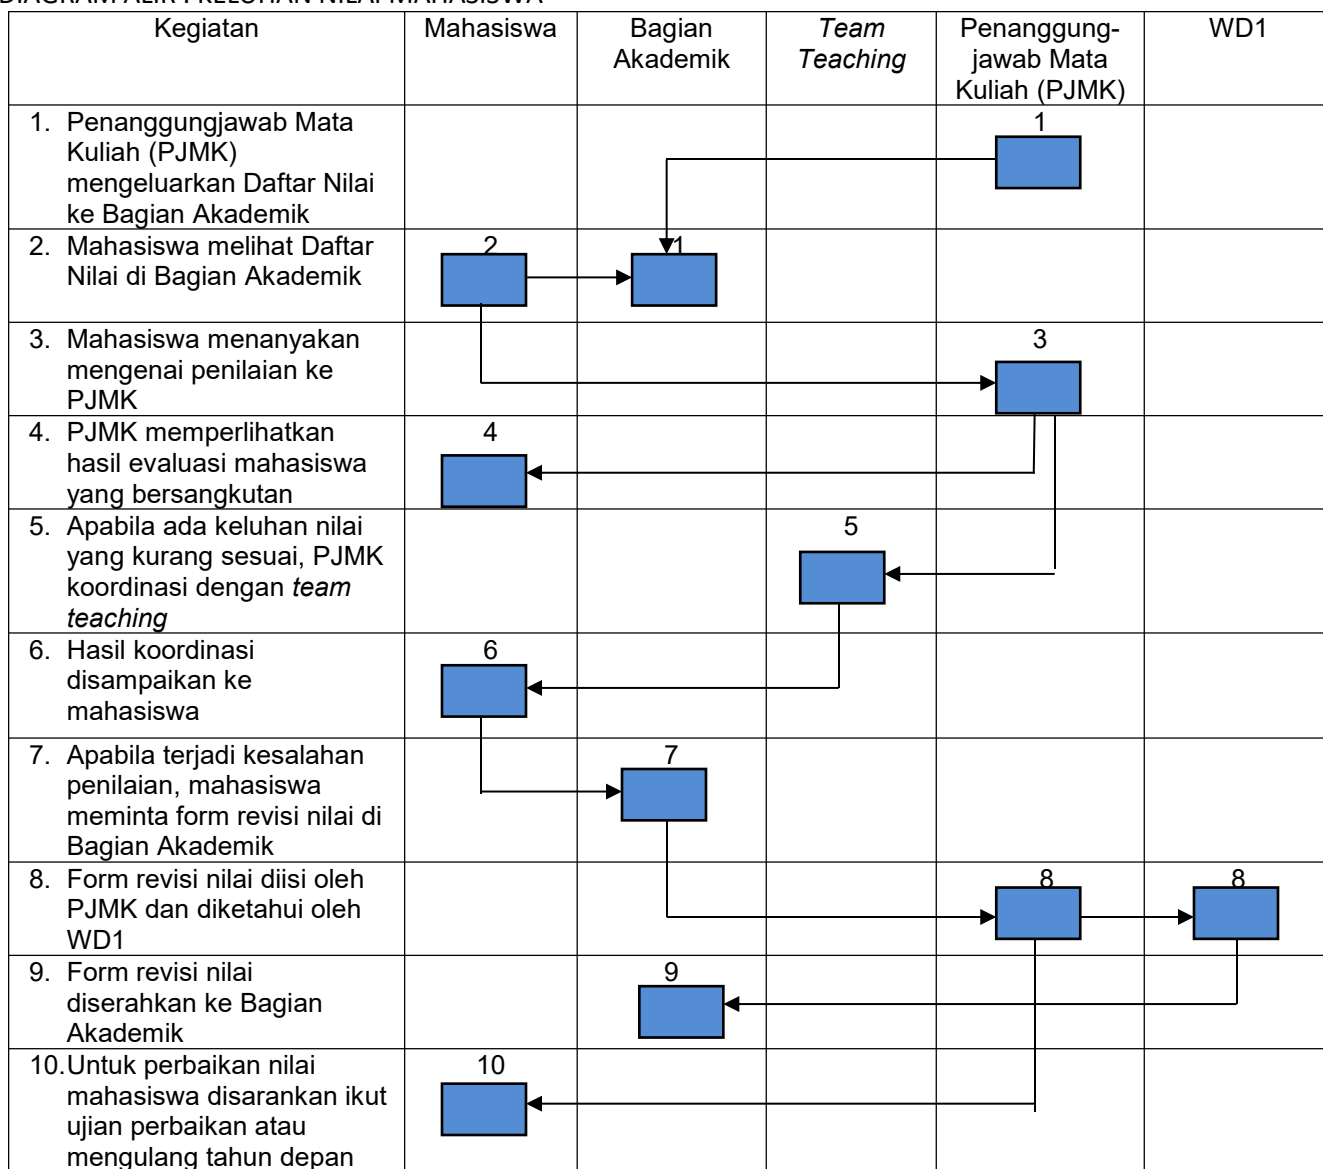 DIAGRAM ALIR : KELUHAN NILAI MAHASISWA
Kegiatan
Mahasiswa
Bagian
Akademik
Team
Teaching
Penanggung-
jawab Mata
Kuliah (PJMK)
WD1
1. Penanggungjawab Mata
Kuliah (PJMK)
mengeluarkan Daftar Nilai
ke Bagian Akademik
1
2. Mahasiswa melihat Daftar
Nilai di Bagian Akademik
2
1
3. Mahasiswa menanyakan
mengenai penilaian ke
PJMK
3
4. PJMK memperlihatkan
hasil evaluasi mahasiswa
yang bersangkutan
4
5. Apabila ada keluhan nilai
yang kurang sesuai, PJMK
koordinasi dengan team
teaching
5
6. Hasil koordinasi
disampaikan ke
mahasiswa
6
7. Apabila terjadi kesalahan
penilaian, mahasiswa
meminta form revisi nilai di
Bagian Akademik
7
8. Form revisi nilai diisi oleh
PJMK dan diketahui oleh
WD1
8
8
9. Form revisi nilai
diserahkan ke Bagian
Akademik
9
10. Untuk perbaikan nilai
mahasiswa disarankan ikut
ujian perbaikan atau
mengulang tahun depan
10